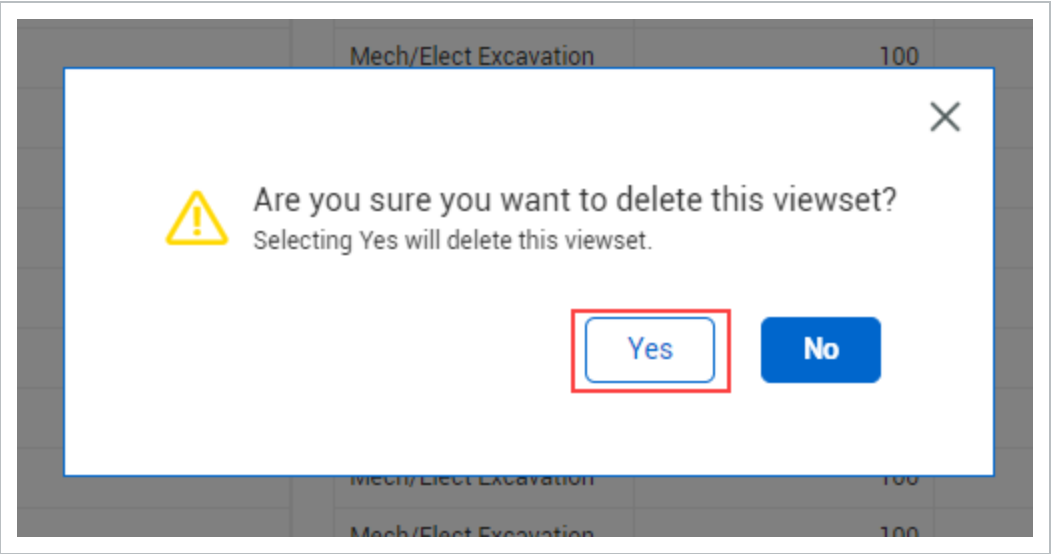 Mech/Elect Excavation 100
Are you sure you want to delete this viewset?
Selecting Yes will delete this viewset.
Yes No
Mech/Elect Excavation 100
Mech/Elect Excavation 100